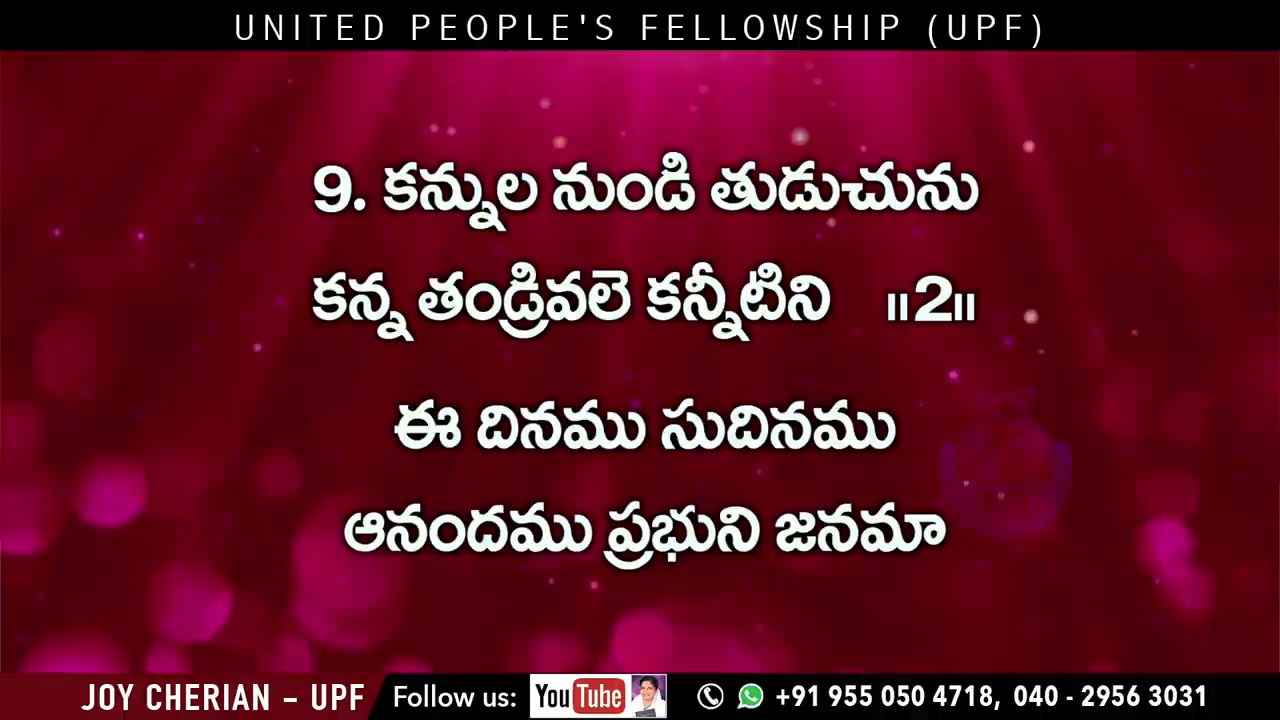 UNITED PEOPLE'S FELLOWSHIP (UPF)
9. కన్నుల నుండి తుడుచును
కన్న తండ్రివలె కన్నీటిని ॥2॥
ఈ దినము సుదినము
ఆనందము ప్రభుని జనమా
JOY CHERIAN – UPF Follow us: YouTube +91 955 050 4718, 040 - 2956 3031